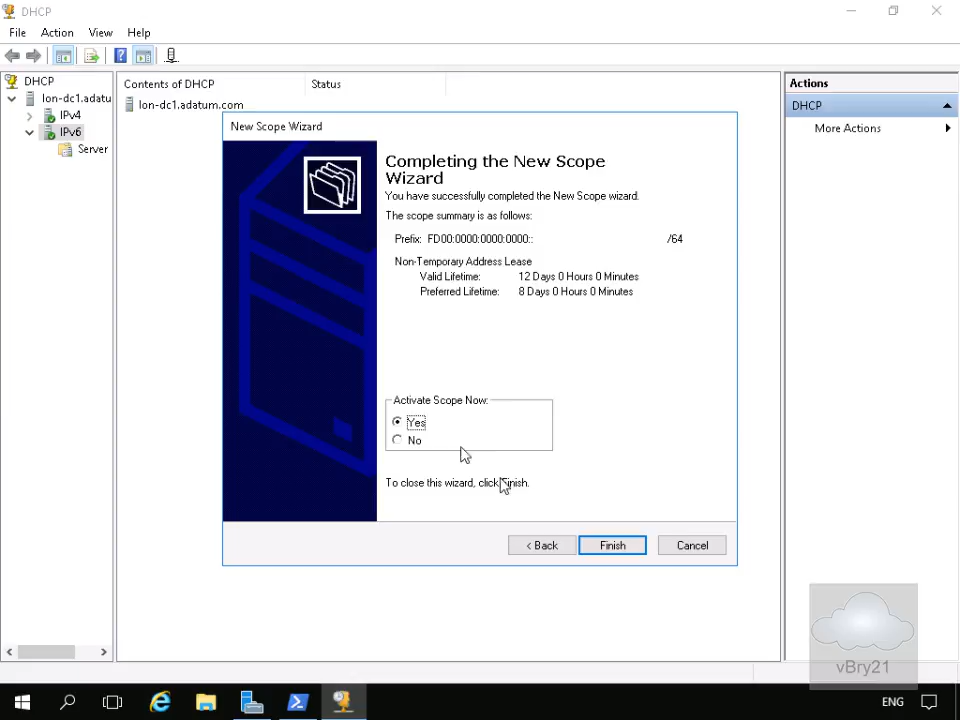 DHCP
File Action View Help
DHCP
lon-dc1.adatu
IPv4
IPv6
Server
Contents of DHCP Status
lon-dc1.adatum.com
New Scope Wizard
Completing the New Scope
Wizard
You have successfully completed the New Scope wizard.
The scope summary is as follows:
Prefix: FD00:0000:0000:0000:: /64
Non-Temporary Address Lease
Valid Lifetime: 12 Days 0 Hours 0 Minutes
Preferred Lifetime: 8 Days 0 Hours 0 Minutes
Activate Scope Now:
Yes
No
To close this wizard, click Finish.
< Back Finish Cancel
Actions
DHCP
More Actions
vBry21
ENG